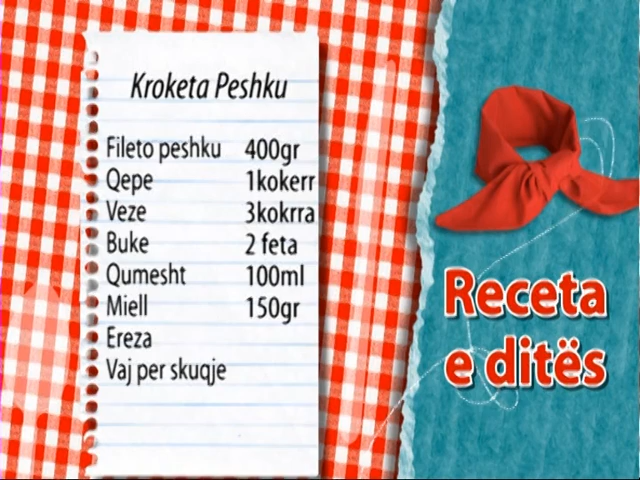 Kroketa Peshku
Fileto peshku 400gr
Qepe 1kokerr
Veze 3kokrra
Buke 2 feta
Qumesht 100ml
Miell 150gr
Ereza
Vaj per skuqje
Receta
e ditës